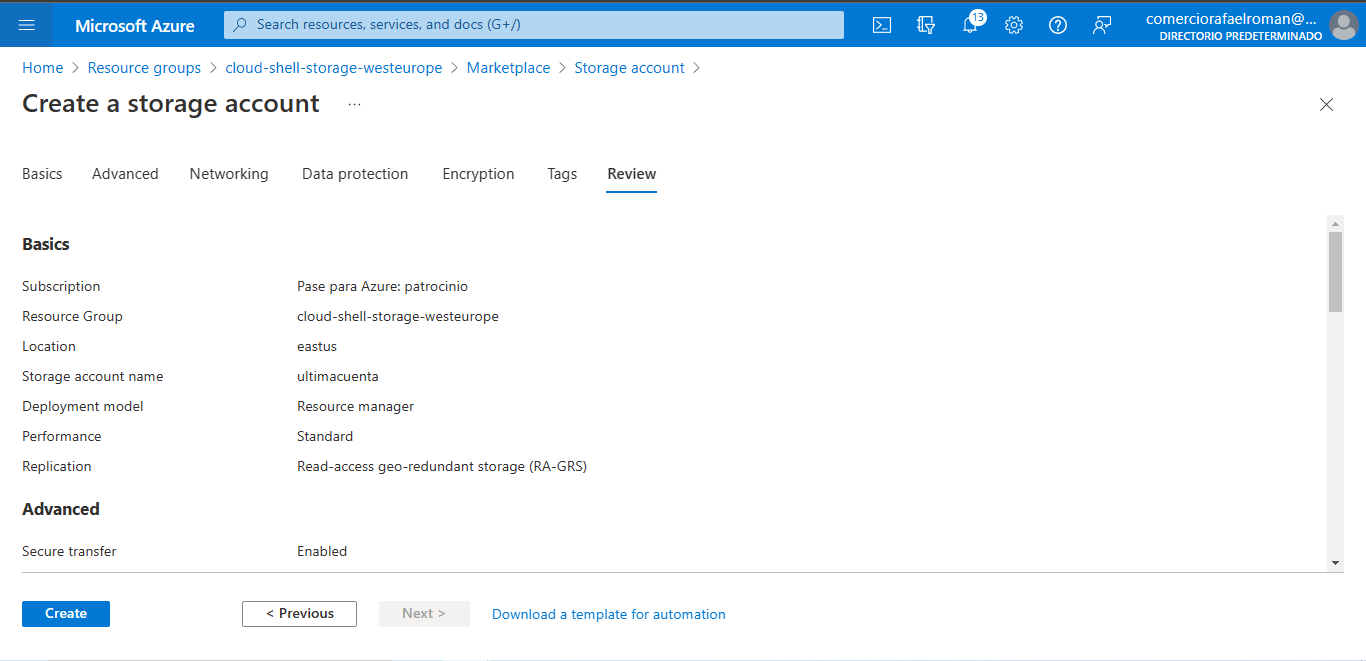 Microsoft Azure
Search resources, services, and docs (G+/)
13
comerciorafaelroman@...
DIRECTORIO PREDETERMINADO
Home > Resource groups > cloud-shell-storage-westeurope > Marketplace > Storage account >
Create a storage account ...
Basics Advanced Networking Data protection Encryption Tags Review
Basics
Subscription Pase para Azure: patrocinio
Resource Group cloud-shell-storage-westeurope
Location eastus
Storage account name ultimacuenta
Deployment model Resource manager
Performance Standard
Replication Read-access geo-redundant storage (RA-GRS)
Advanced
Secure transfer Enabled
Create < Previous Next > Download a template for automation